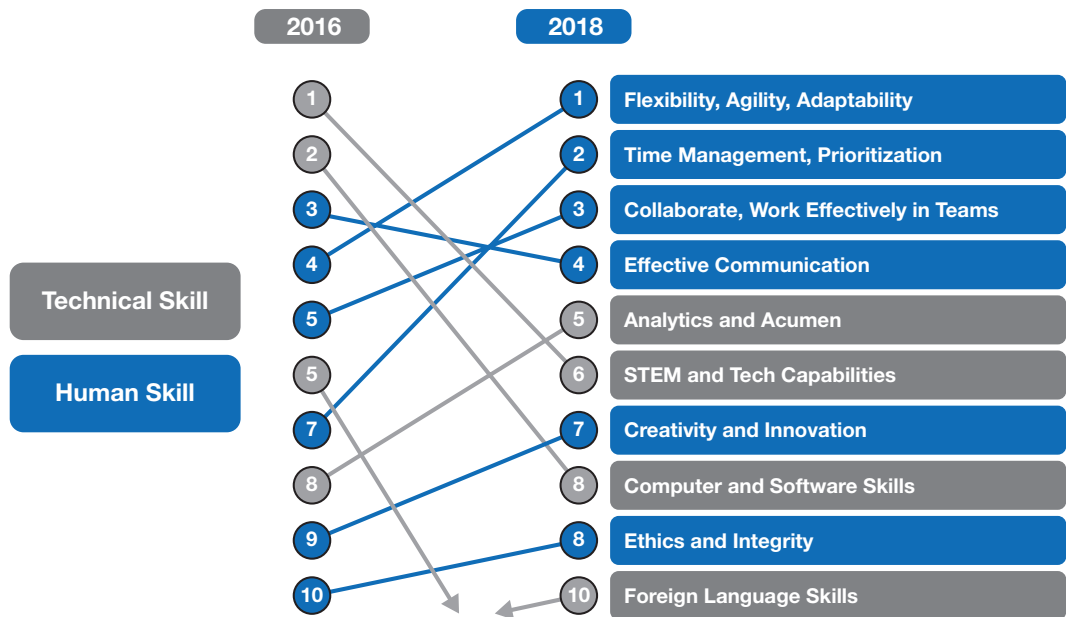 2016 2018
1 1 Flexibility, Agility, Adaptability
2 2 Time Management, Prioritization
3 3 Collaborate, Work Effectively in Teams
4 4 Effective Communication
Technical Skill
5 5 Analytics and Acumen
5 6 STEM and Tech Capabilities
Human Skill
7 7 Creativity and Innovation
8 8 Computer and Software Skills
9 8 Ethics and Integrity
10 10 Foreign Language Skills